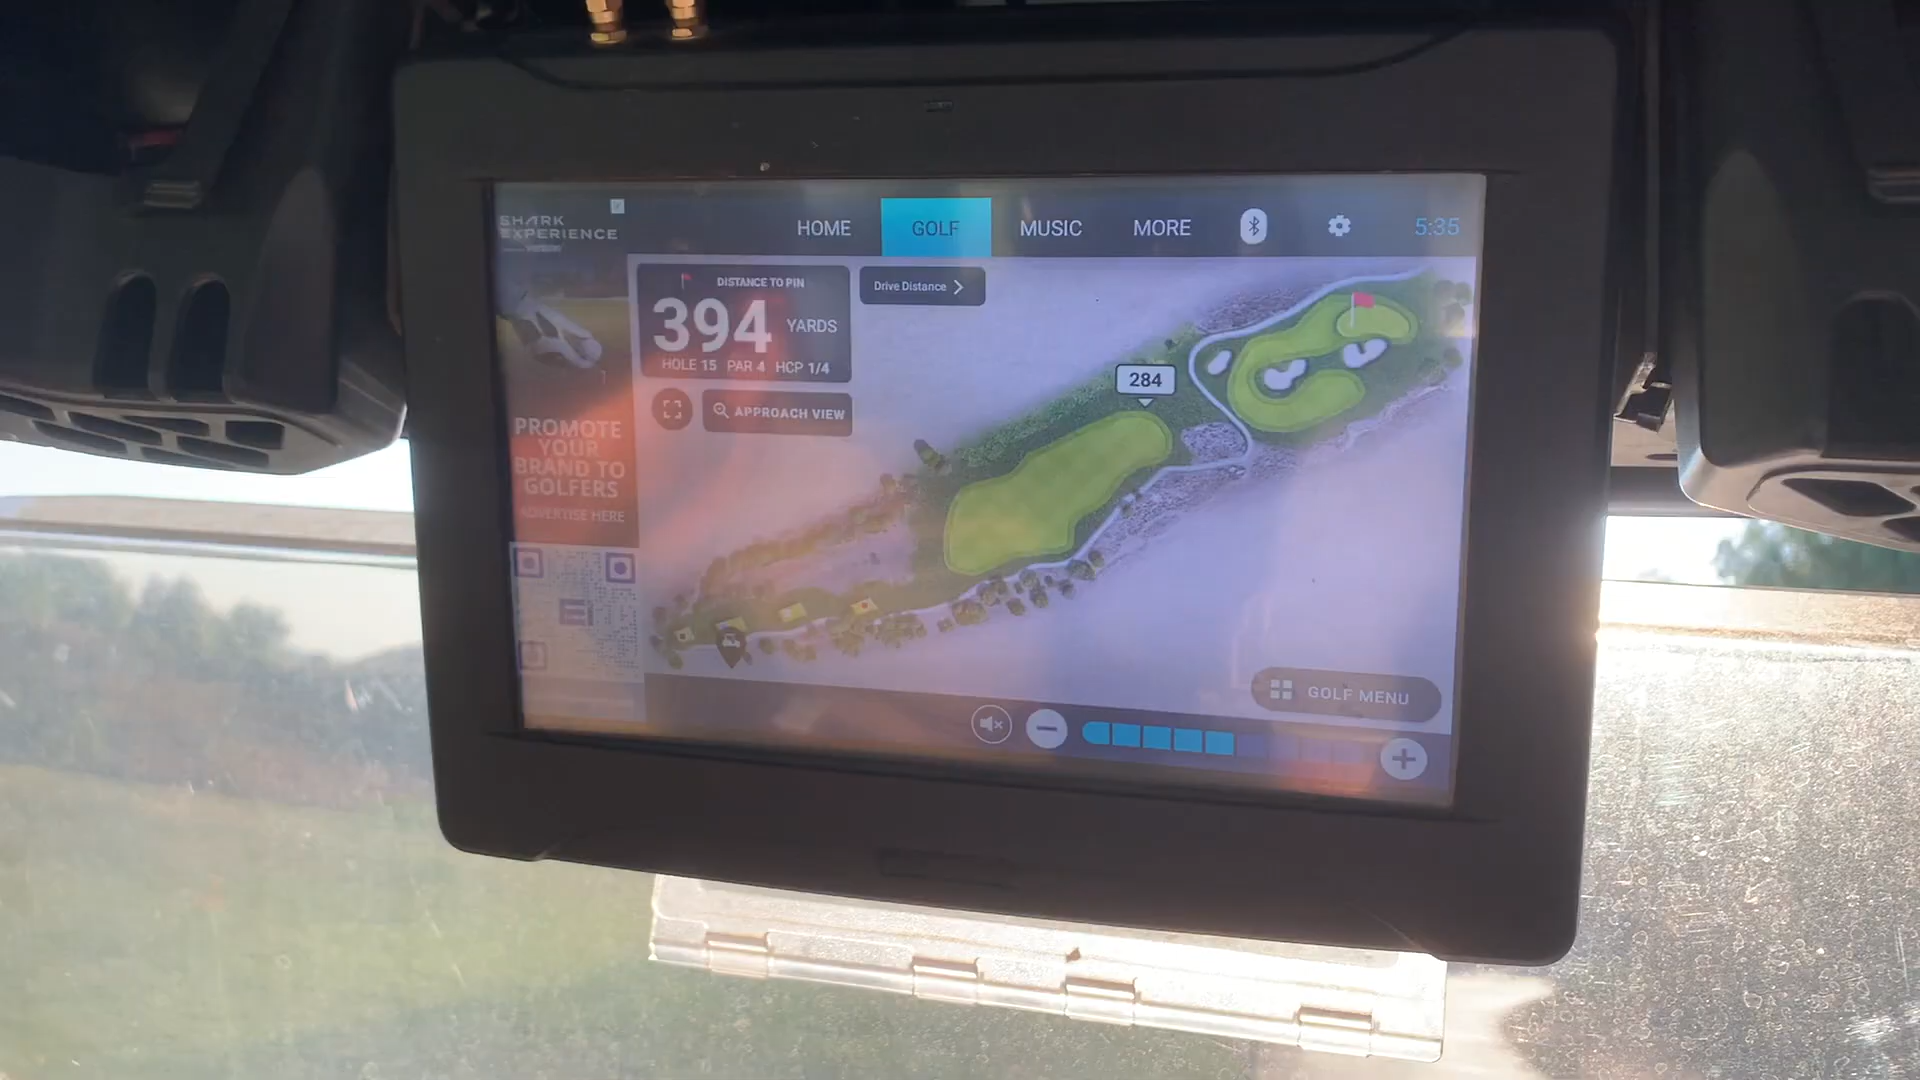 SHARK
EXPERIENCE
HOME
GOLF
MUSIC
MORE
5:35
DISTANCE TO PIN
394 YARDS
HOLE 15 PAR 4 HCP 1/4
Drive Distance
APPROACH VIEW
284
PROMOTE
YOUR
BRAND TO
GOLFERS
ADVERTISE HERE
GOLF MENU